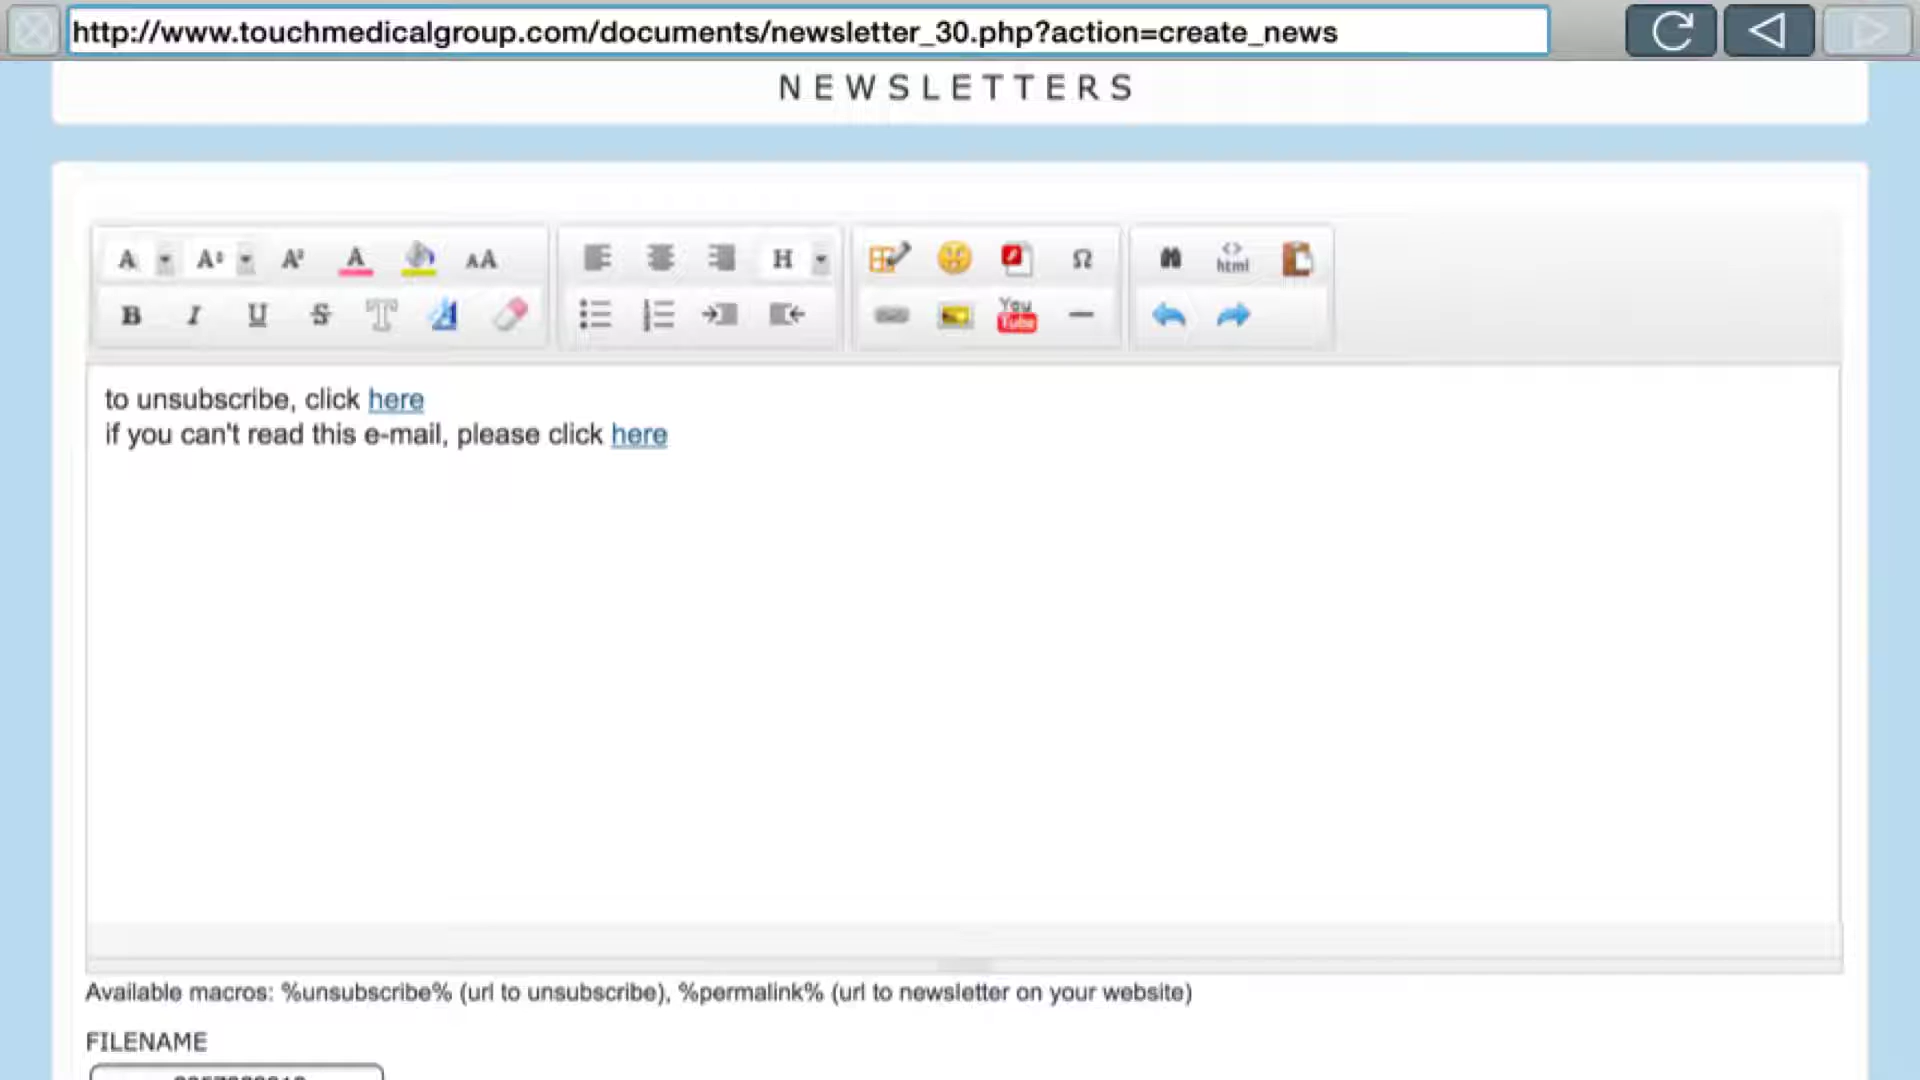 http://www.touchmedicalgroup.com/documents/newsletter_30.php?action=create_news
NEWSLETTERS
A A A² A AA H Ω html
B I U S T A You Tube
to unsubscribe, click here
if you can't read this e-mail, please click here
Available macros: %unsubscribe% (url to unsubscribe), %permalink% (url to newsletter on your website)
FILENAME